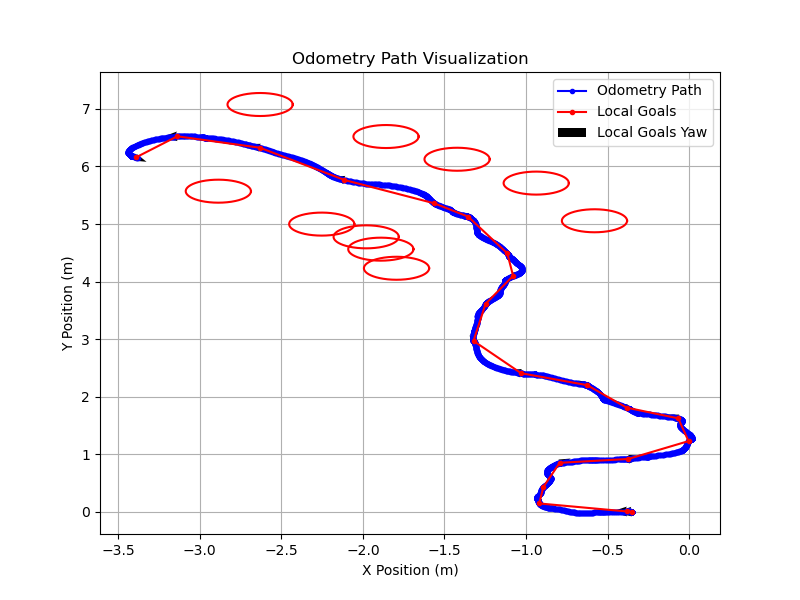 Odometry Path Visualization
Odometry Path
Local Goals
Local Goals Yaw
7
6
5
4
3
2
1
0
Y Position (m)
−3.5 −3.0 −2.5 −2.0 −1.5 −1.0 −0.5 0.0
X Position (m)